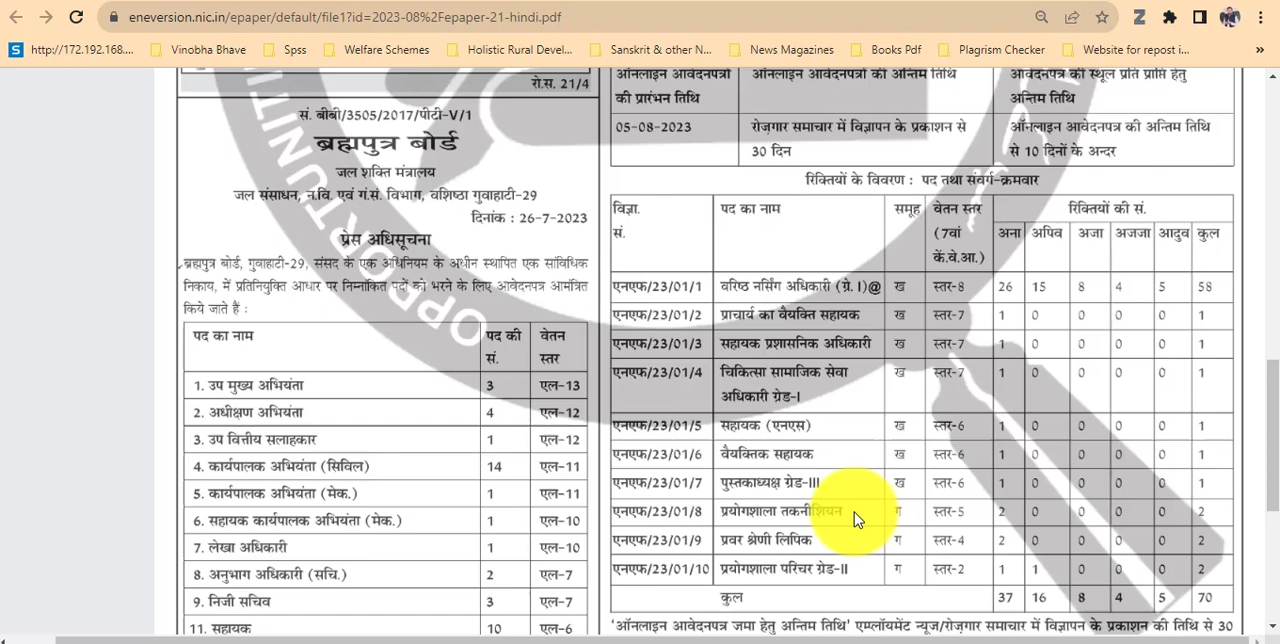 eneversion.nic.in/epaper/default/file1?id=2023-08%2Fepaper-21-hindi.pdf
http://172.192.168.... Vinobha Bhave Spss Welfare Schemes Holistic Rural Devel... Sanskrit & other N... News Magazines Books Pdf Plagrism Checker Website for repost i... »
रो.स. 21/4
सं. बीबी/3505/2017/पीटी-V/1
ब्रह्मपुत्र बोर्ड
जल शक्ति मंत्रालय
जल संसाधन, न.वि. एवं गं.सं. विभाग, वशिष्ठा गुवाहाटी-29
दिनांक : 26-7-2023
प्रेस अधिसूचना
ब्रह्मपुत्र बोर्ड, गुवाहाटी-29, संसद के एक अधिनियम के अधीन स्थापित एक सांविधिक
निकाय, में प्रतिनियुक्ति आधार पर निम्नांकित पदों को भरने के लिए आवेदनपत्र आमंत्रित
किये जाते हैं :
पद का नाम पद की सं. वेतन स्तर
1. उप मुख्य अभियंता 3 एल-13
2. अधीक्षण अभियंता 4 एल-12
3. उप वित्तीय सलाहकार 1 एल-12
4. कार्यपालक अभियंता (सिविल) 14 एल-11
5. कार्यपालक अभियंता (मेक.) 1 एल-11
6. सहायक कार्यपालक अभियंता (मेक.) 1 एल-10
7. लेखा अधिकारी 1 एल-10
8. अनुभाग अधिकारी (सचि.) 2 एल-7
9. निजी सचिव 3 एल-7
11. सहायक 10 एल-6
ऑनलाइन आवेदनपत्रों की प्रारंभन तिथि ऑनलाइन आवेदनपत्रों की अन्तिम तिथि आवेदनपत्र की स्थूल प्रति प्राप्ति हेतु अन्तिम तिथि
05-08-2023 रोज़गार समाचार में विज्ञापन के प्रकाशन से 30 दिन ऑनलाइन आवेदनपत्र की अन्तिम तिथि से 10 दिनों के अन्दर
रिक्तियों के विवरण : पद तथा संवर्ग-क्रमवार
विज्ञा. सं. पद का नाम समूह वेतन स्तर (7वां कें.वे.आ.) रिक्तियों की सं.
अना अपिव अजा अजजा आदुव कुल
एनएफ/23/01/1 वरिष्ठ नर्सिंग अधिकारी (ग्रे. I)@ ख स्तर-8 26 15 8 4 5 58
एनएफ/23/01/2 प्राचार्य का वैयक्ति सहायक ख स्तर-7 1 0 0 0 0 1
एनएफ/23/01/3 सहायक प्रशासनिक अधिकारी ख स्तर-7 1 0 0 0 0 1
एनएफ/23/01/4 चिकित्सा सामाजिक सेवा अधिकारी ग्रेड-I ख स्तर-7 1 0 0 0 0 1
एनएफ/23/01/5 सहायक (एनएस) ख स्तर-6 1 0 0 0 0 1
एनएफ/23/01/6 वैयक्तिक सहायक ख स्तर-6 1 0 0 0 0 1
एनएफ/23/01/7 पुस्तकाध्यक्ष ग्रेड-III ख स्तर-6 1 0 0 0 0 1
एनएफ/23/01/8 प्रयोगशाला तकनीशियन ग स्तर-5 2 0 0 0 0 2
एनएफ/23/01/9 प्रवर श्रेणी लिपिक ग स्तर-4 2 0 0 0 0 2
एनएफ/23/01/10 प्रयोगशाला परिचर ग्रेड-II ग स्तर-2 1 1 0 0 0 2
कुल 37 16 8 4 5 70
'ऑनलाइन आवेदनपत्र जमा हेतु अन्तिम तिथि' एम्प्लॉयमेंट न्यूज/रोज़गार समाचार में विज्ञापन के प्रकाशन की तिथि से 30